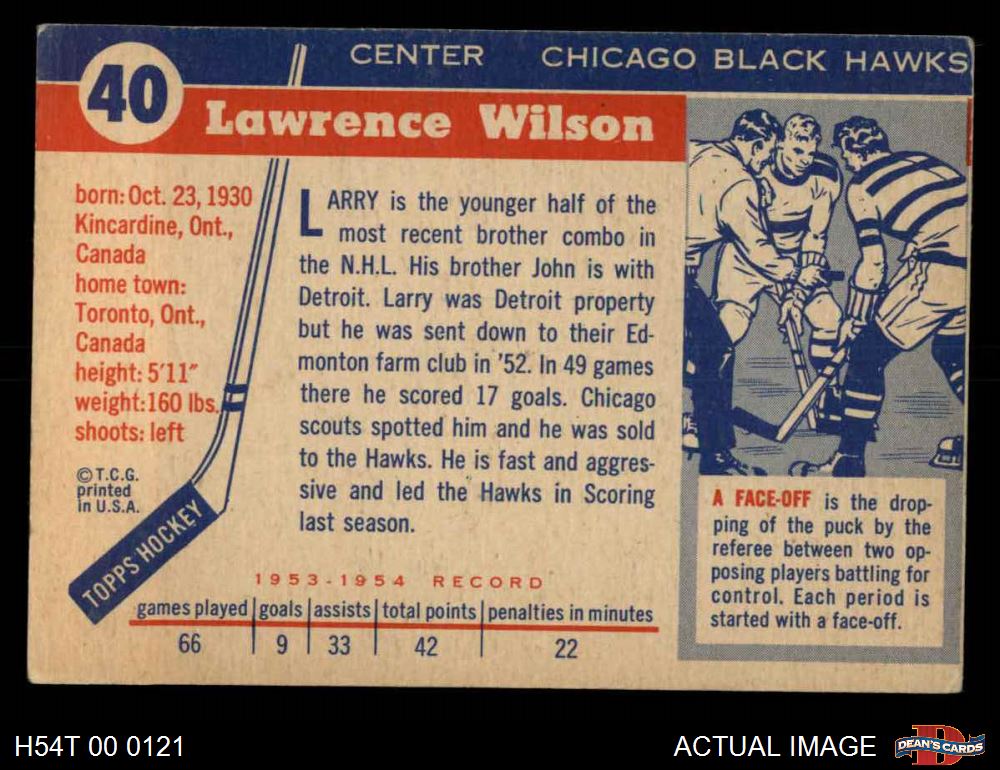 40
CENTER CHICAGO BLACK HAWKS
Lawrence Wilson
born: Oct. 23, 1930
Kincardine, Ont.,
Canada
home town:
Toronto, Ont.,
Canada
height: 5'11"
weight: 160 lbs.
shoots: left
© T.C.G.
printed
in U.S.A.
TOPPS HOCKEY
LARRY is the younger half of the
most recent brother combo in
the N.H.L. His brother John is with
Detroit. Larry was Detroit property
but he was sent down to their Ed-
monton farm club in '52. In 49 games
there he scored 17 goals. Chicago
scouts spotted him and he was sold
to the Hawks. He is fast and aggres-
sive and led the Hawks in Scoring
last season.
1953-1954 RECORD
games played goals assists total points penalties in minutes
66 9 33 42 22
A FACE-OFF is the drop-
ping of the puck by the
referee between two op-
posing players battling for
control. Each period is
started with a face-off.
H54T 00 0121
ACTUAL IMAGE
D
DEAN'S CARDS